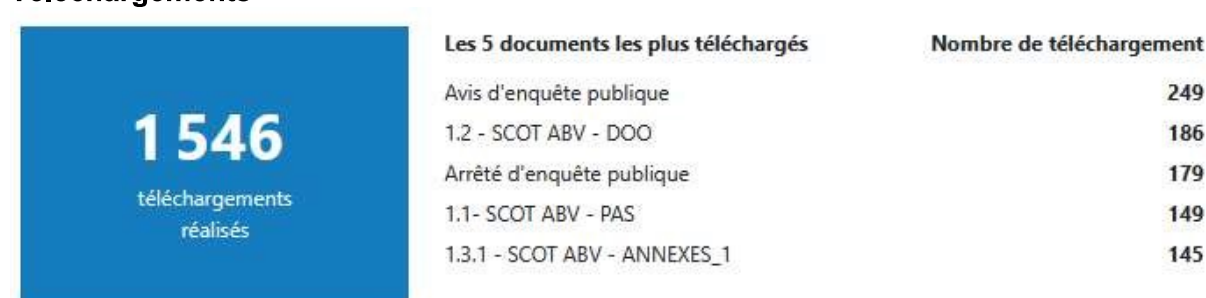 Téléchargements
1 546
téléchargements
réalisés
Les 5 documents les plus téléchargés Nombre de téléchargement
Avis d'enquête publique 249
1.2 - SCOT ABV - DOO 186
Arrêté d'enquête publique 179
1.1- SCOT ABV - PAS 149
1.3.1 - SCOT ABV - ANNEXES_1 145